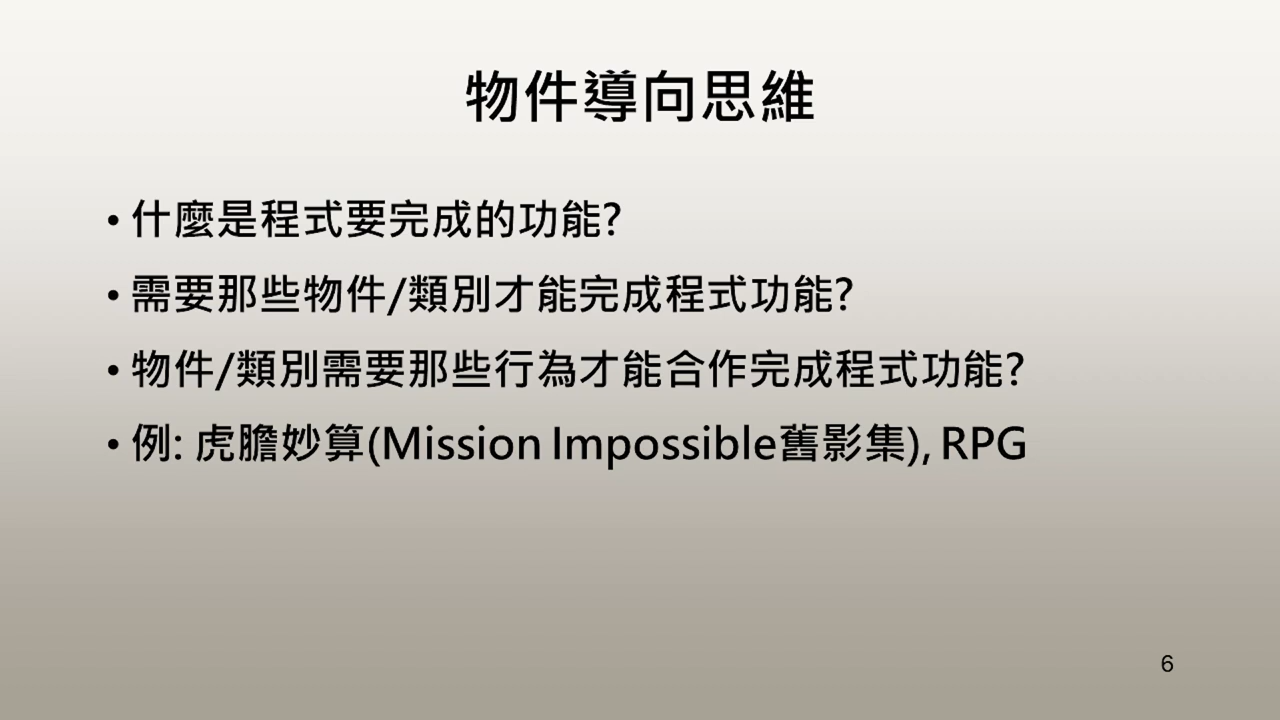 物件導向思維
• 什麼是程式要完成的功能?
• 需要那些物件/類別才能完成程式功能?
• 物件/類別需要那些行為才能合作完成程式功能?
• 例: 虎膽妙算(Mission Impossible舊影集), RPG
6